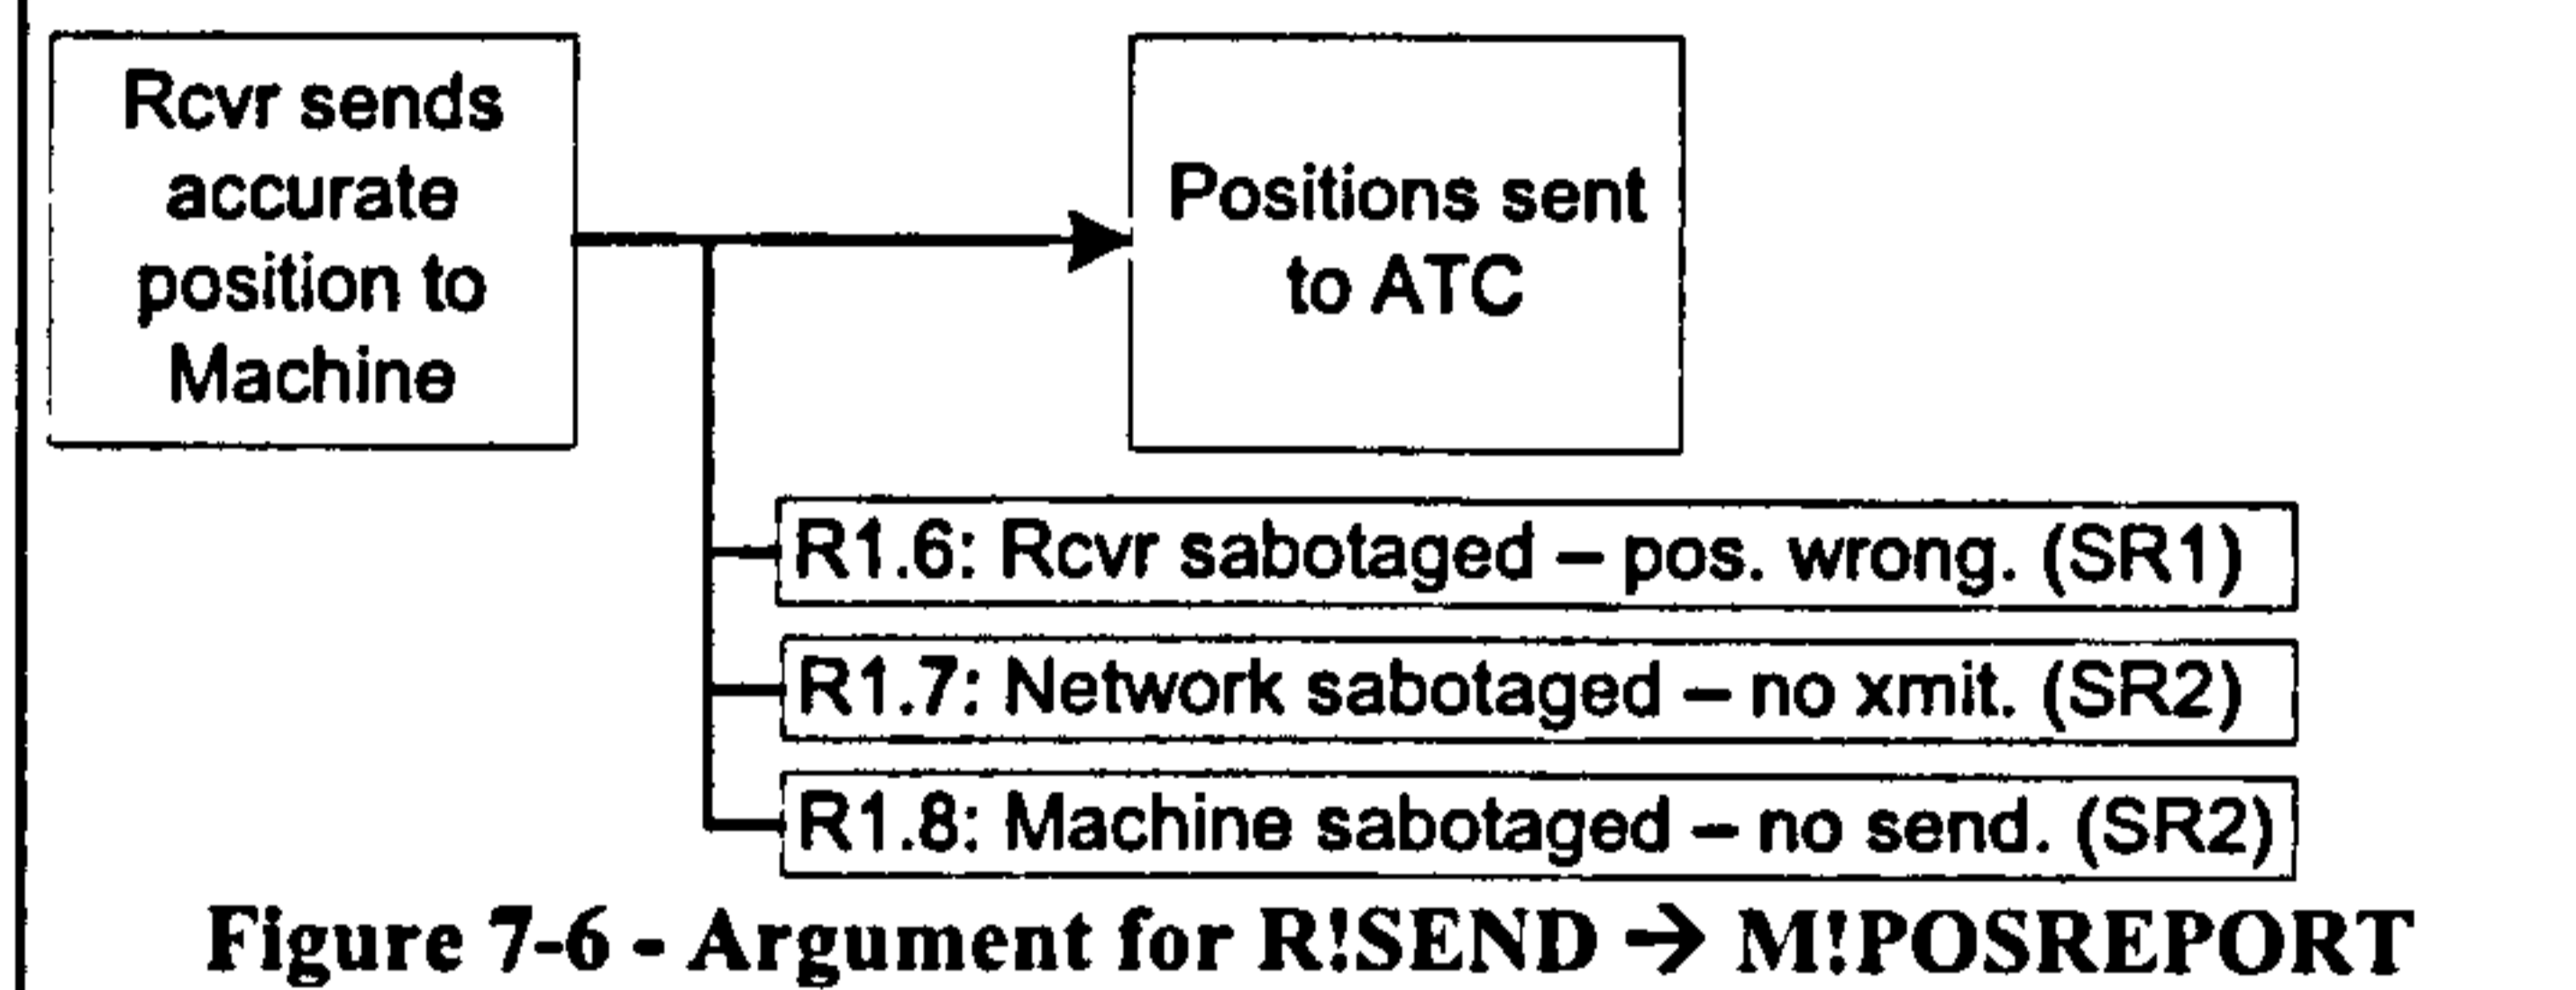 Rcvr sends
accurate
position to
Machine
Positions sent
to ATC
R1.6: Rcvr sabotaged – pos. wrong. (SR1)
R1.7: Network sabotaged – no xmit. (SR2)
R1.8: Machine sabotaged – no send. (SR2)
Figure 7-6 - Argument for R!SEND → M!POSREPORT